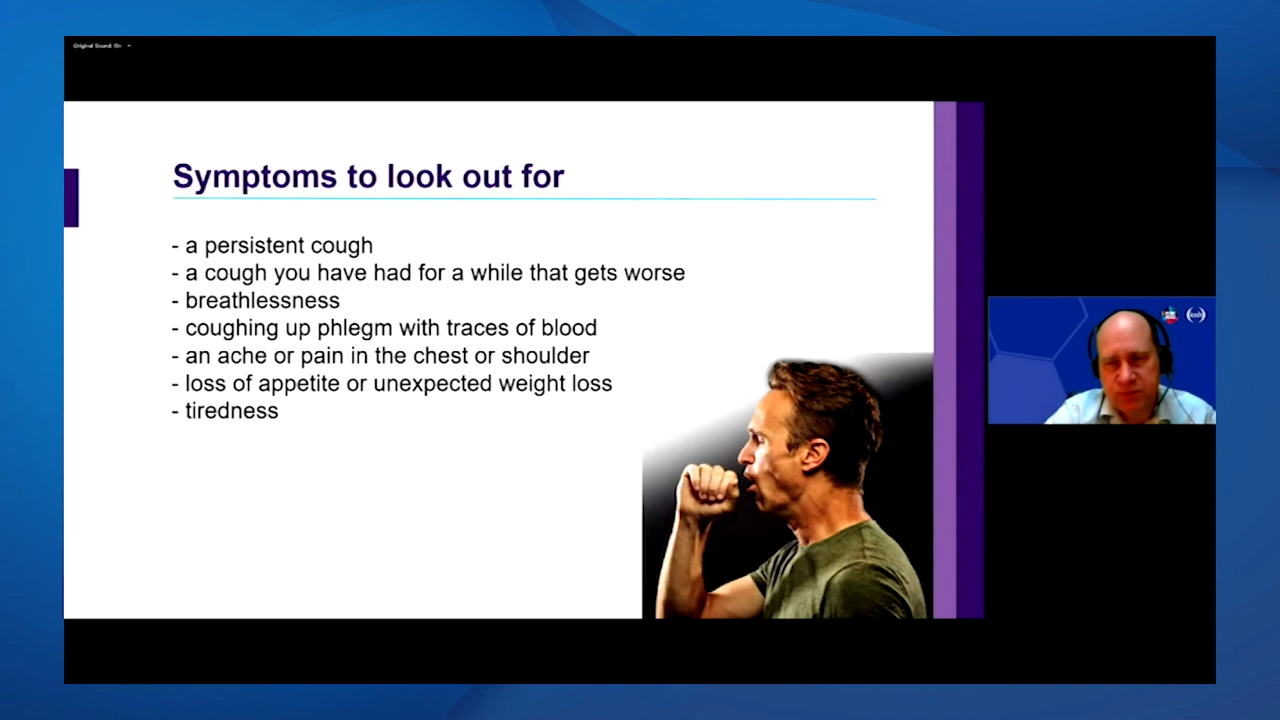 Original Sound: On
Symptoms to look out for
- a persistent cough
- a cough you have had for a while that gets worse
- breathlessness
- coughing up phlegm with traces of blood
- an ache or pain in the chest or shoulder
- loss of appetite or unexpected weight loss
- tiredness